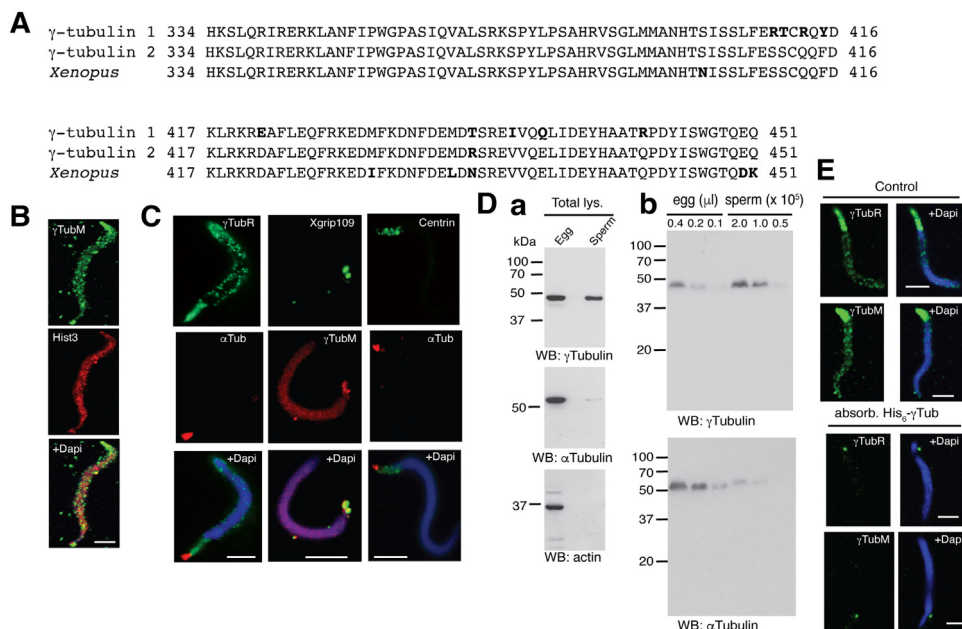 A
γ-tubulin 1 334 HKSLQRIRERKLANFIPWGPASIQVALSRKSPYLPSAHRVSGLMMANHTSISSLFERTCRQYD 416
γ-tubulin 2 334 HKSLQRIRERKLANFIPWGPASIQVALSRKSPYLPSAHRVSGLMMANHTSISSLFESSCQQFD 416
Xenopus 334 HKSLQRIRERKLANFIPWGPASIQVALSRKSPYLPSAHRVSGLMMANHTNISSLFESSCQQFD 416
γ-tubulin 1 417 KLRKREAFLEQFRKEDMFKDNFDEMDTSREIVQQLIDEYHAATRPDYISWGTQEQ 451
γ-tubulin 2 417 KLRKRDAFLEQFRKEDMFKDNFDEMDRSREVVQELIDEYHAATQPDYISWGTQEQ 451
Xenopus 417 KLRKRDAFLEQFRKEDIFKDNFDELDNSREVVQELIDEYHAATQPDYISWGTQDK 451
B
γTubM
Hist3
+Dapi
C
γTubR Xgrip109 Centrin
αTub γTubM αTub
+Dapi +Dapi +Dapi
D
a
Total lys.
Egg Sperm
kDa
100
70
50
37
WB: γTubulin
50
WB: αTubulin
37
WB: actin
b
egg (μl) sperm (x 10⁵)
0.4 0.2 0.1 2.0 1.0 0.5
100
70
50
37
20
WB: γTubulin
100
70
50
37
20
WB: αTubulin
E
Control
γTubR +Dapi
γTubM +Dapi
absorb. His₆-γTub
γTubR +Dapi
γTubM +Dapi